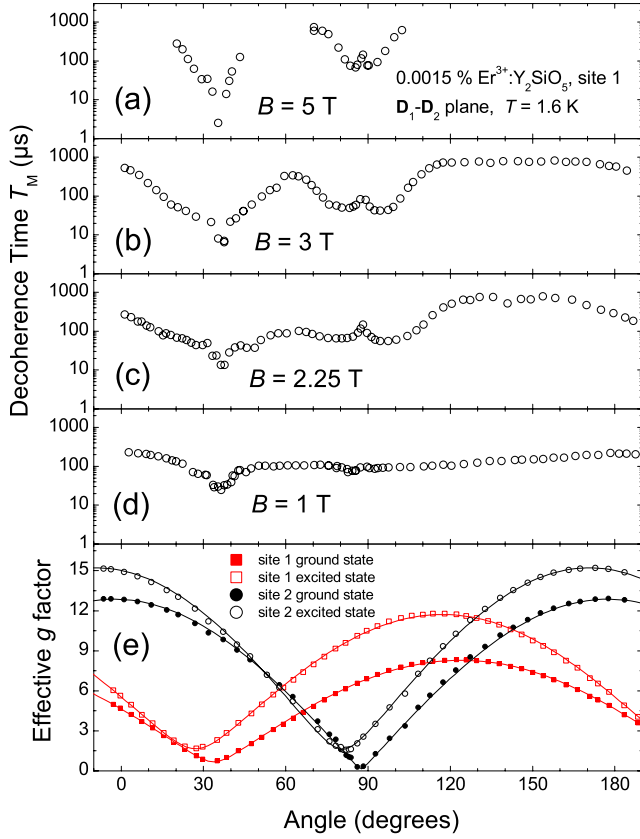 1000
100
10
1
(a)
B = 5 T
0.0015 % Er³⁺:Y₂SiO₅, site 1
D₁-D₂ plane, T = 1.6 K
Decoherence Time T_M (µs)
1000
100
10
1
(b)
B = 3 T
1000
100
10
1
(c)
B = 2.25 T
1000
100
10
1
(d)
B = 1 T
Effective g factor
15
12
9
6
3
0
(e)
site 1 ground state
site 1 excited state
site 2 ground state
site 2 excited state
0 30 60 90 120 150 180
Angle (degrees)